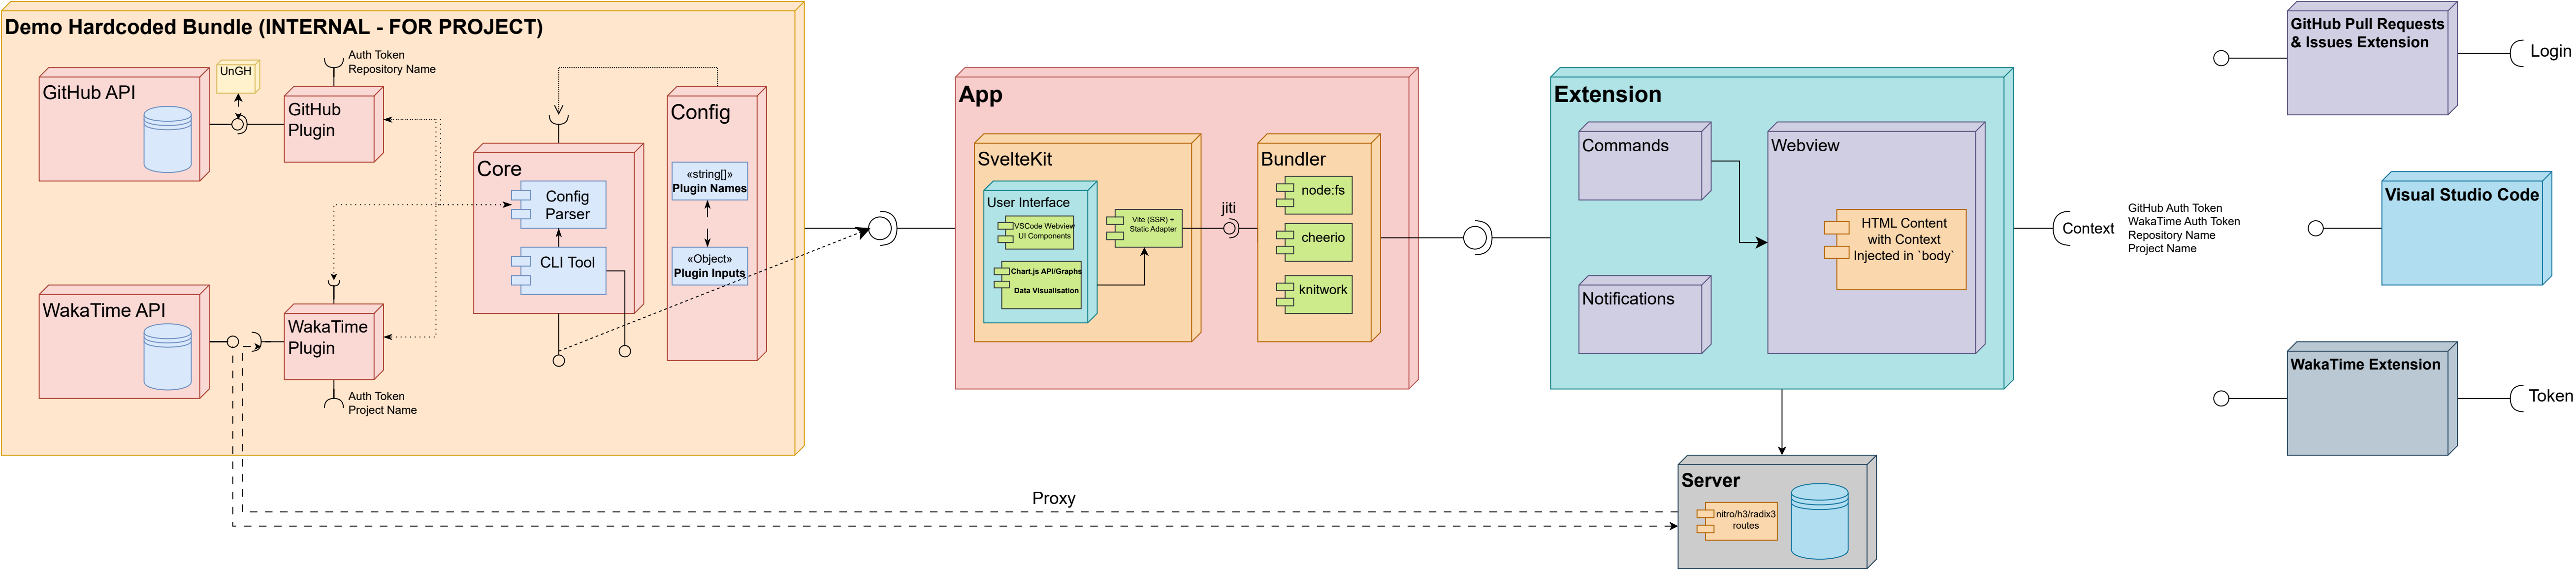 Demo Hardcoded Bundle (INTERNAL - FOR PROJECT)
GitHub API
UnGH
Auth Token
Repository Name
GitHub
Plugin
WakaTime API
WakaTime
Plugin
Auth Token
Project Name
Core
Config
Parser
CLI Tool
Config
«string[]»
Plugin Names
«Object»
Plugin Inputs
App
SvelteKit
User Interface
VSCode Webview
UI Components
Chart.js API/Graphs
Data Visualisation
Vite (SSR) +
Static Adapter
jiti
Bundler
node:fs
cheerio
knitwork
Extension
Commands
Notifications
Webview
HTML Content
with Context
Injected in `body`
Context
GitHub Auth Token
WakaTime Auth Token
Repository Name
Project Name
Proxy
Server
nitro/h3/radix3
routes
GitHub Pull Requests
& Issues Extension
Login
Visual Studio Code
WakaTime Extension
Token